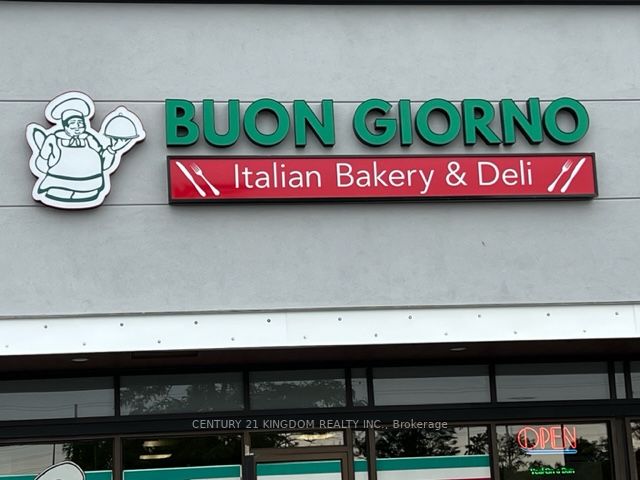 BUON GIORNO
Italian Bakery & Deli
CENTURY 21 KINGDOM REALTY INC., Brokerage
OPEN